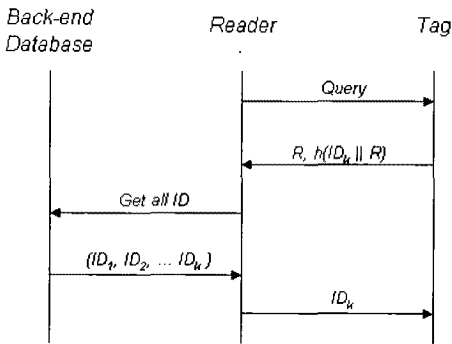 Back-end
Database
Reader
Tag
Query
R, h(ID_k || R)
Get all ID
(ID_1, ID_2, ... ID_k)
ID_k